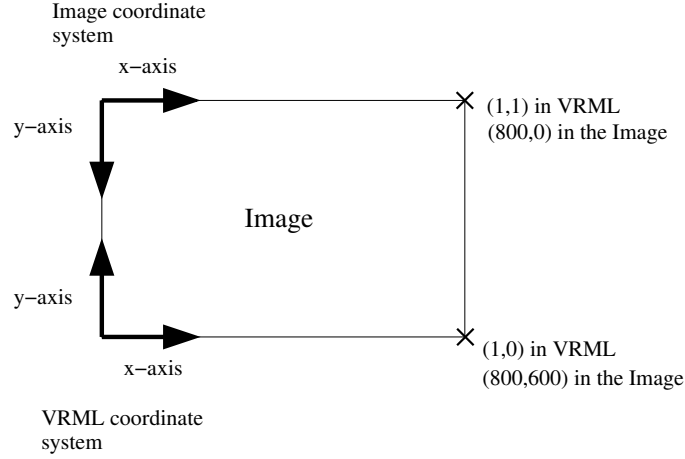 Image coordinate
system
x−axis
y−axis
(1,1) in VRML
(800,0) in the Image
Image
y−axis
x−axis
(1,0) in VRML
(800,600) in the Image
VRML coordinate
system